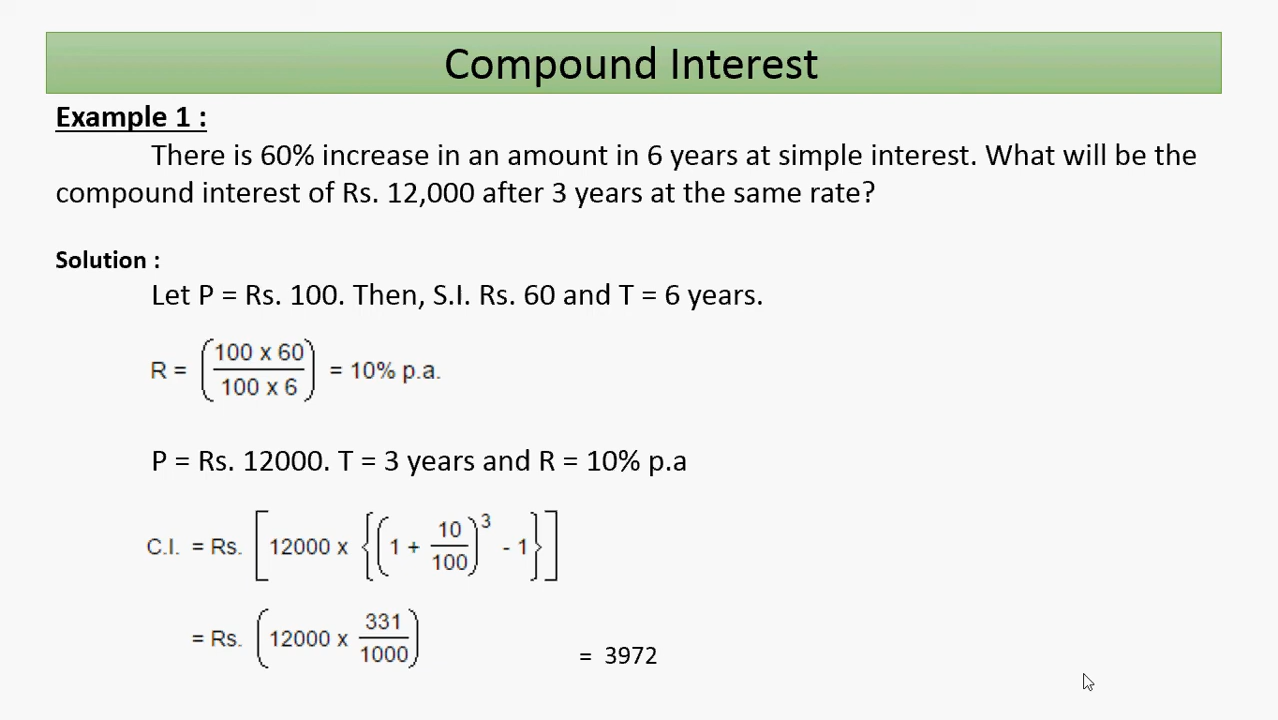 Compound Interest
Example 1 :
There is 60% increase in an amount in 6 years at simple interest. What will be the
compound interest of Rs. 12,000 after 3 years at the same rate?
Solution :
Let P = Rs. 100. Then, S.I. Rs. 60 and T = 6 years.
R = (100 x 60 / 100 x 6) = 10% p.a.
P = Rs. 12000. T = 3 years and R = 10% p.a
C.I. = Rs. [12000 x {(1 + 10/100)^3 - 1}]
= Rs. (12000 x 331/1000) = 3972